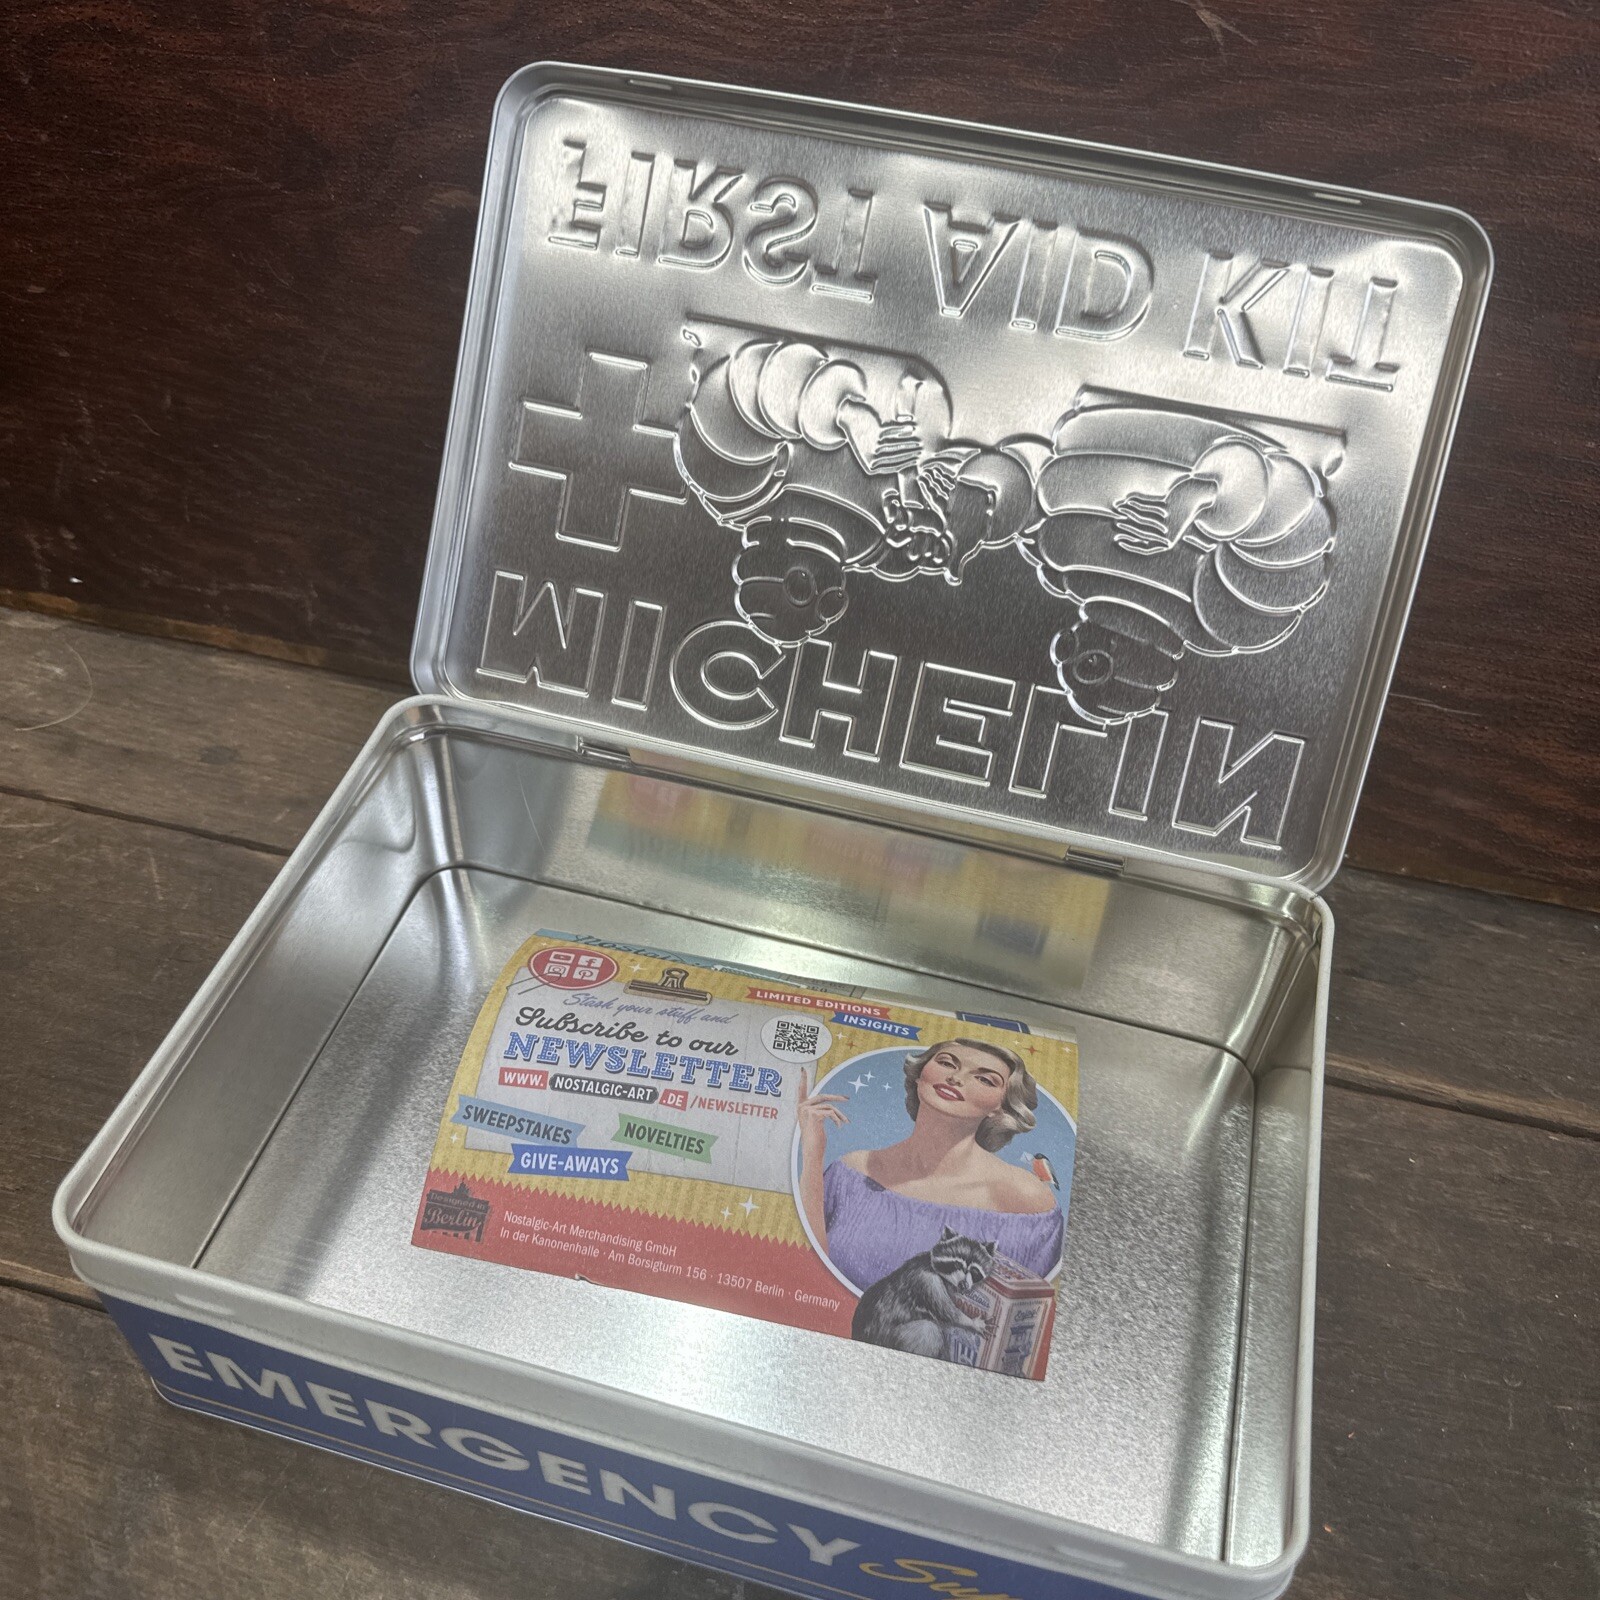 FIRST AID KIT
MICHELIN
LIMITED EDITIONS
INSIGHTS
Stash your stuff and
Subscribe to our
NEWSLETTER
WWW. NOSTALGIC-ART .DE /NEWSLETTER
SWEEPSTAKES
NOVELTIES
GIVE-AWAYS
Designed in
Berlin
Nostalgic-Art Merchandising GmbH
In der Kanonenhalle · Am Borsigturm 156 · 13507 Berlin · Germany
EMERGENCY